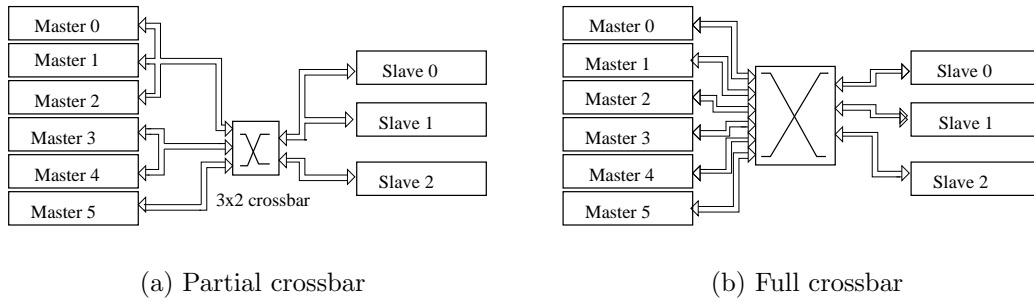 Master 0
Master 1
Master 2
Master 3
Master 4
Master 5
Slave 0
Slave 1
Slave 2
3x2 crossbar
(a) Partial crossbar
Master 0
Master 1
Master 2
Master 3
Master 4
Master 5
Slave 0
Slave 1
Slave 2
(b) Full crossbar